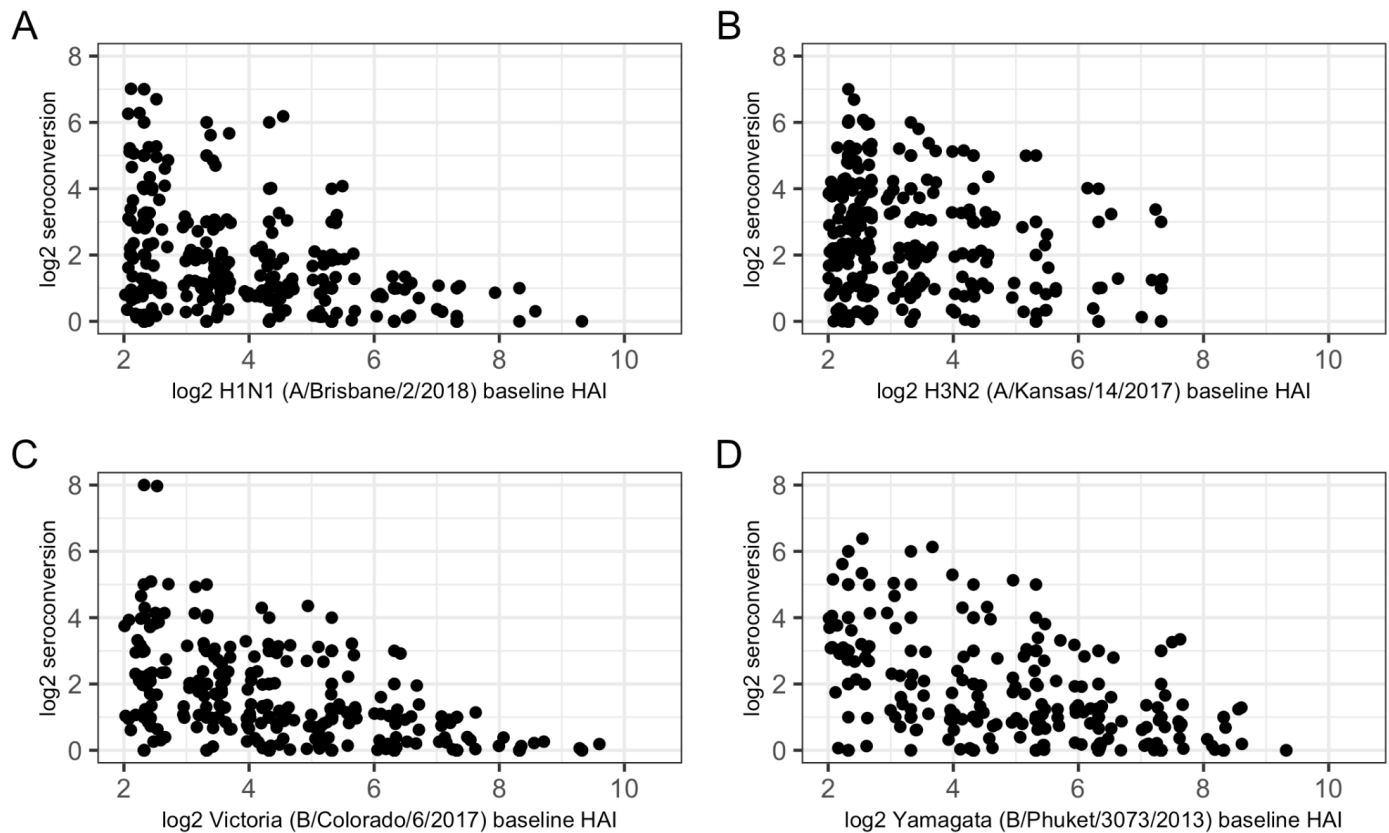 A
B
8
6
4
2
0
log2 seroconversion
2 4 6 8 10
log2 H1N1 (A/Brisbane/2/2018) baseline HAI
8
6
4
2
0
log2 seroconversion
2 4 6 8 10
log2 H3N2 (A/Kansas/14/2017) baseline HAI
C
D
8
6
4
2
0
log2 seroconversion
2 4 6 8 10
log2 Victoria (B/Colorado/6/2017) baseline HAI
8
6
4
2
0
log2 seroconversion
2 4 6 8 10
log2 Yamagata (B/Phuket/3073/2013) baseline HAI